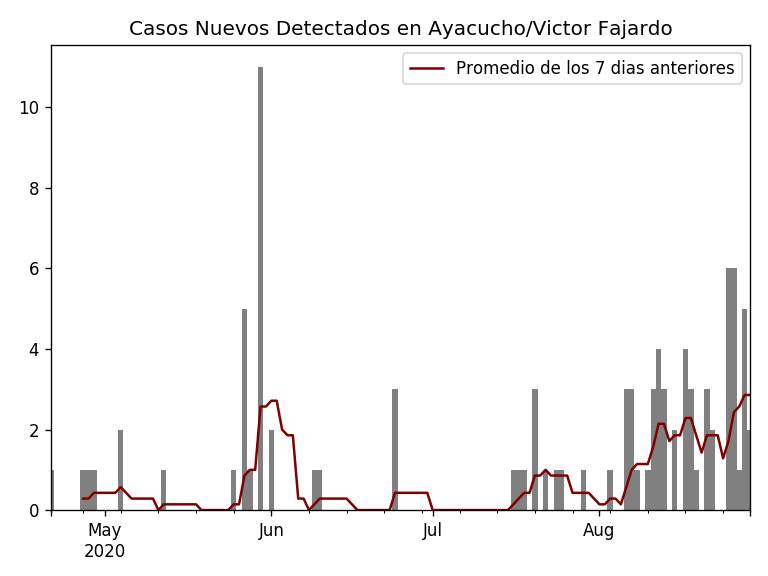 Casos Nuevos Detectados en Ayacucho/Victor Fajardo
Promedio de los 7 dias anteriores
10
8
6
4
2
0
May Jun Jul Aug
2020